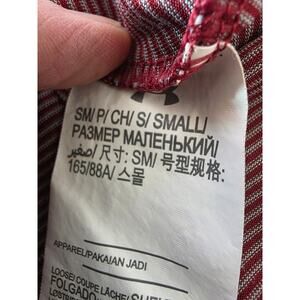 SM/ P/ CH/ S/ SMALL/
РАЗМЕР МАЛЕНЬКИЙ/
صغير/ 尺寸: SM/ 号型规格:
165/88A/ 스몰
APPAREL/PAKAIAN JADI
LOOSE/ COUPE LÂCHE/
FOLGADO